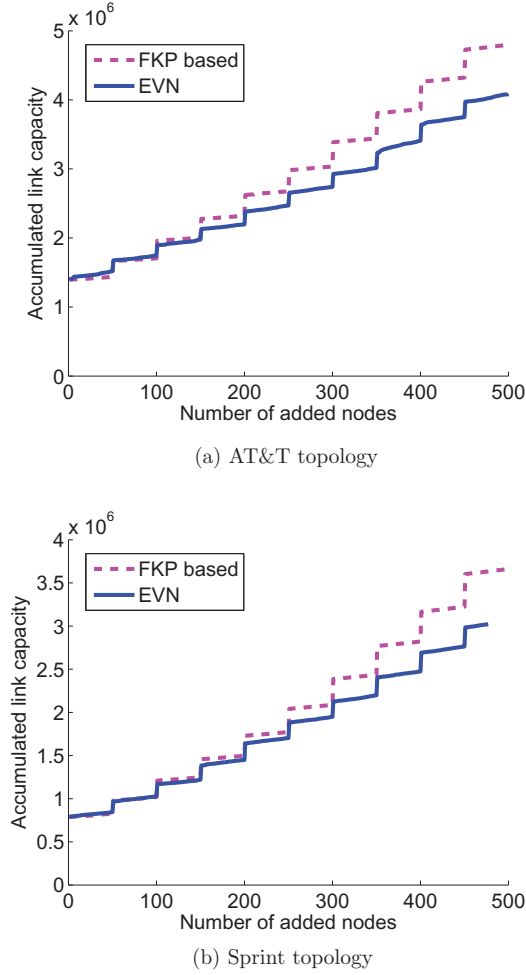 x 10^6
5
4
3
2
1
0
Accumulated link capacity
FKP based
EVN
0 100 200 300 400 500
Number of added nodes
(a) AT&T topology
x 10^6
4
3.5
3
2.5
2
1.5
1
0.5
0
Accumulated link capacity
FKP based
EVN
0 100 200 300 400 500
Number of added nodes
(b) Sprint topology